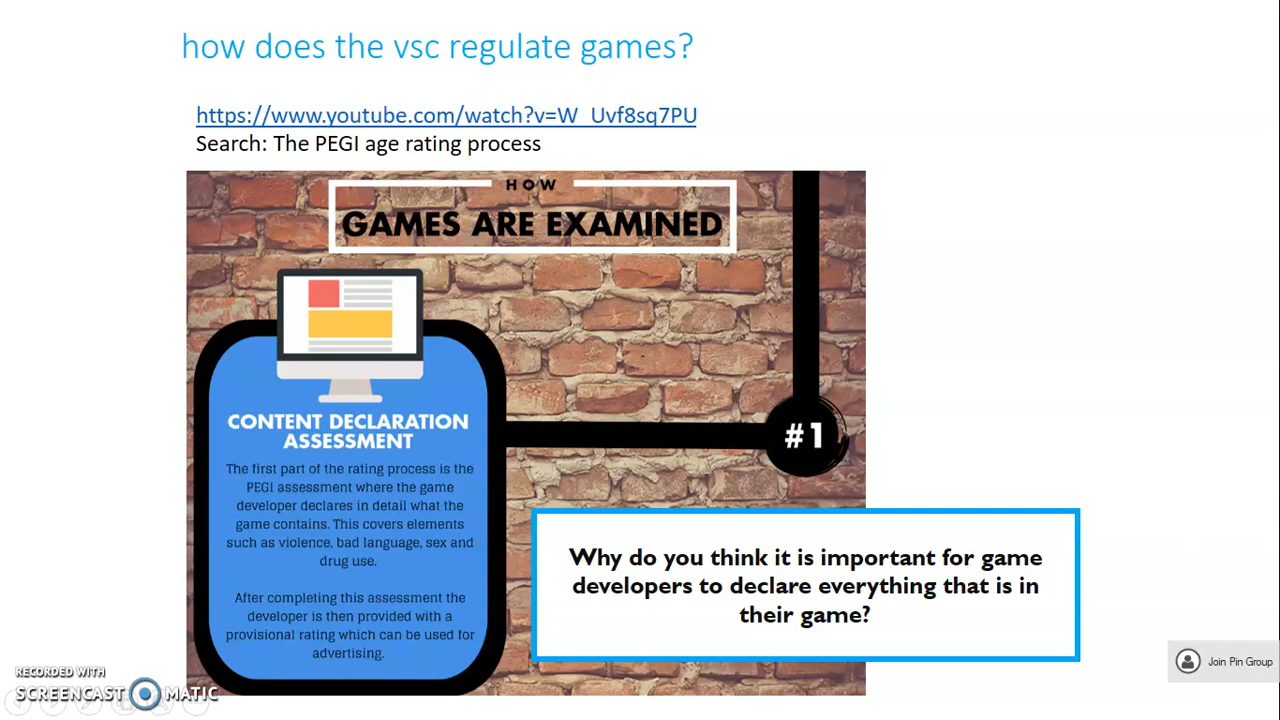 how does the vsc regulate games?
https://www.youtube.com/watch?v=W_Uvf8sq7PU
Search: The PEGI age rating process
HOW
GAMES ARE EXAMINED
CONTENT DECLARATION
ASSESSMENT
The first part of the rating process is the
PEGI assessment where the game
developer declares in detail what the
game contains. This covers elements
such as violence, bad language, sex and
drug use.
After completing this assessment the
developer is then provided with a
provisional rating which can be used for
advertising.
#1
Why do you think it is important for game
developers to declare everything that is in
their game?
Join Pin Group
RECORDED WITH
SCREENCAST MATIC